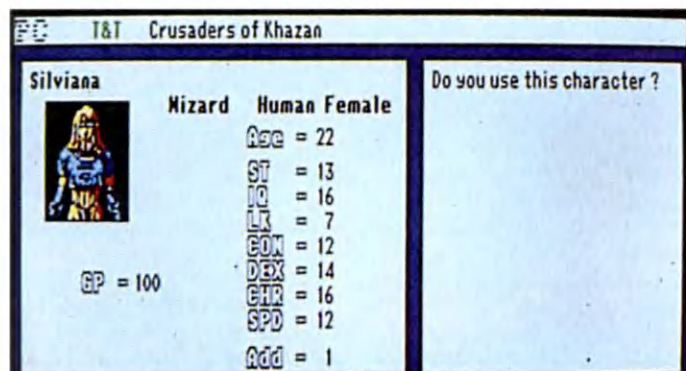 PC T&T Crusaders of Khazan
Silviana
Wizard Human Female
Age = 22
ST = 13
IQ = 16
LK = 7
CON = 12
DEX = 14
CHR = 16
SPD = 12
Add = 1
GP = 100
Do you use this character ?